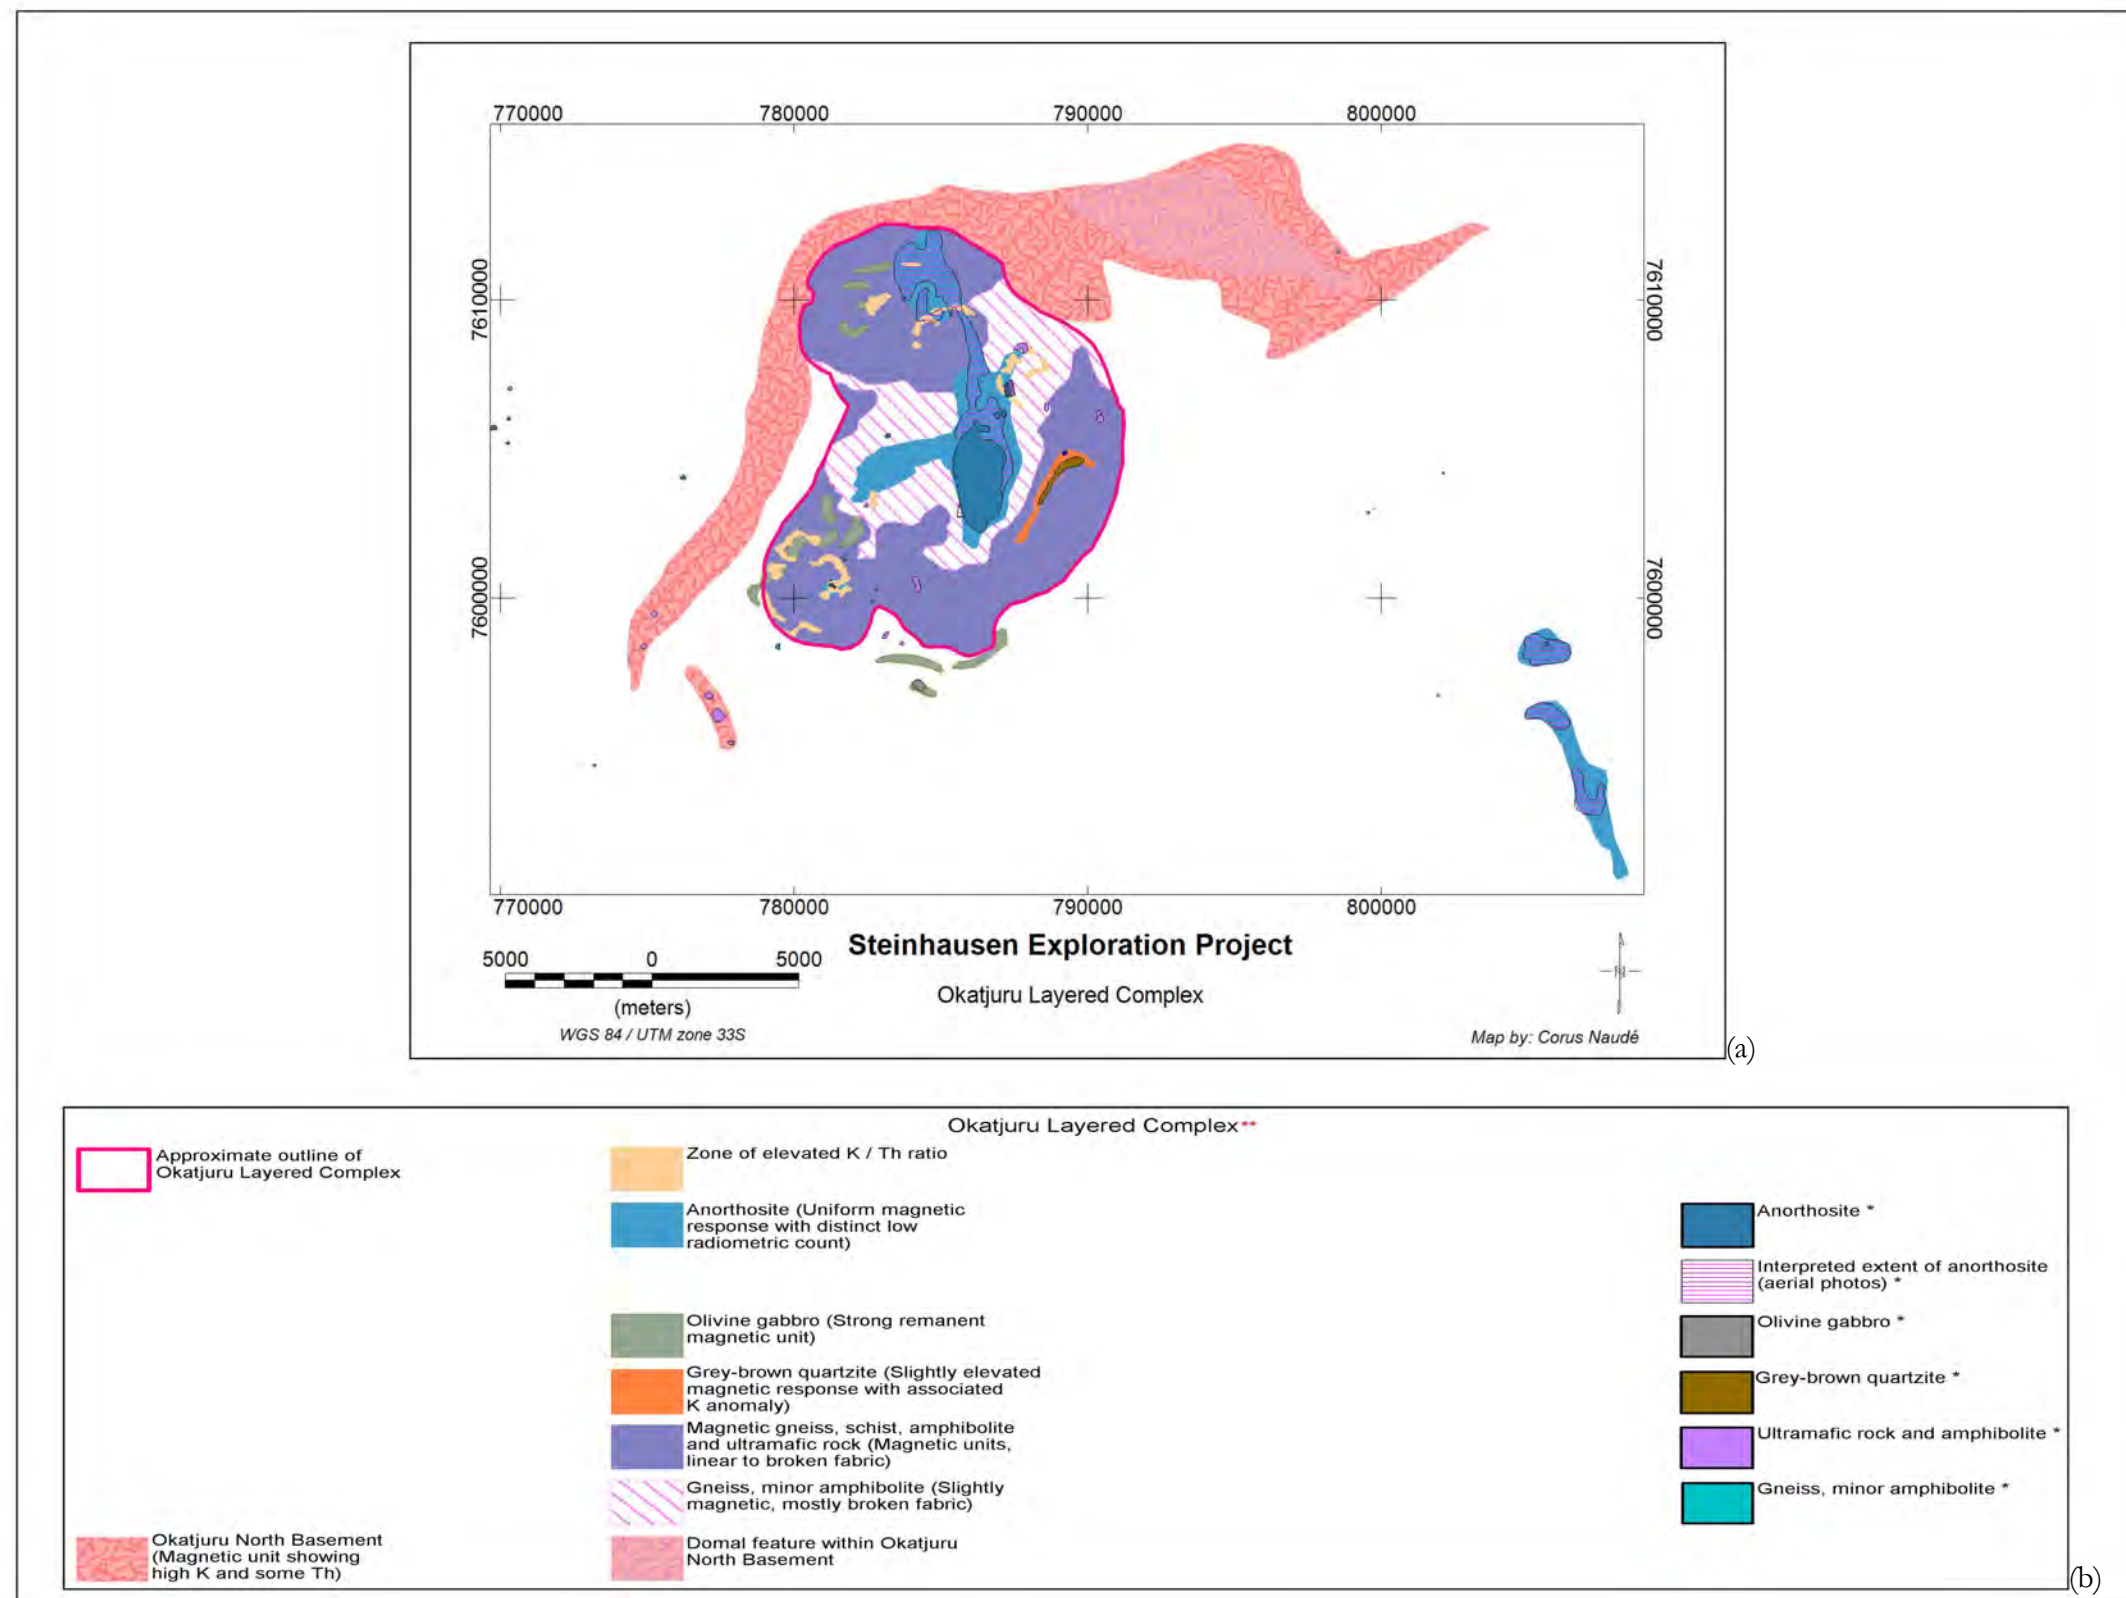 770000 780000 790000 800000
7610000
7610000
7600000
7600000
770000 780000 790000 800000
Steinhausen Exploration Project
5000 0 5000
Okatjuru Layered Complex
(meters)
WGS 84 / UTM zone 33S
N
Map by: Corus Naudé
(a)
Okatjuru Layered Complex**
Approximate outline of
Okatjuru Layered Complex
Okatjuru North Basement
(Magnetic unit showing
high K and some Th)
Zone of elevated K / Th ratio
Anorthosite (Uniform magnetic
response with distinct low
radiometric count)
Olivine gabbro (Strong remanent
magnetic unit)
Grey-brown quartzite (Slightly elevated
magnetic response with associated
K anomaly)
Magnetic gneiss, schist, amphibolite
and ultramafic rock (Magnetic units,
linear to broken fabric)
Gneiss, minor amphibolite (Slightly
magnetic, mostly broken fabric)
Domal feature within Okatjuru
North Basement
Anorthosite *
Interpreted extent of anorthosite
(aerial photos) *
Olivine gabbro *
Grey-brown quartzite *
Ultramafic rock and amphibolite *
Gneiss, minor amphibolite *
(b)